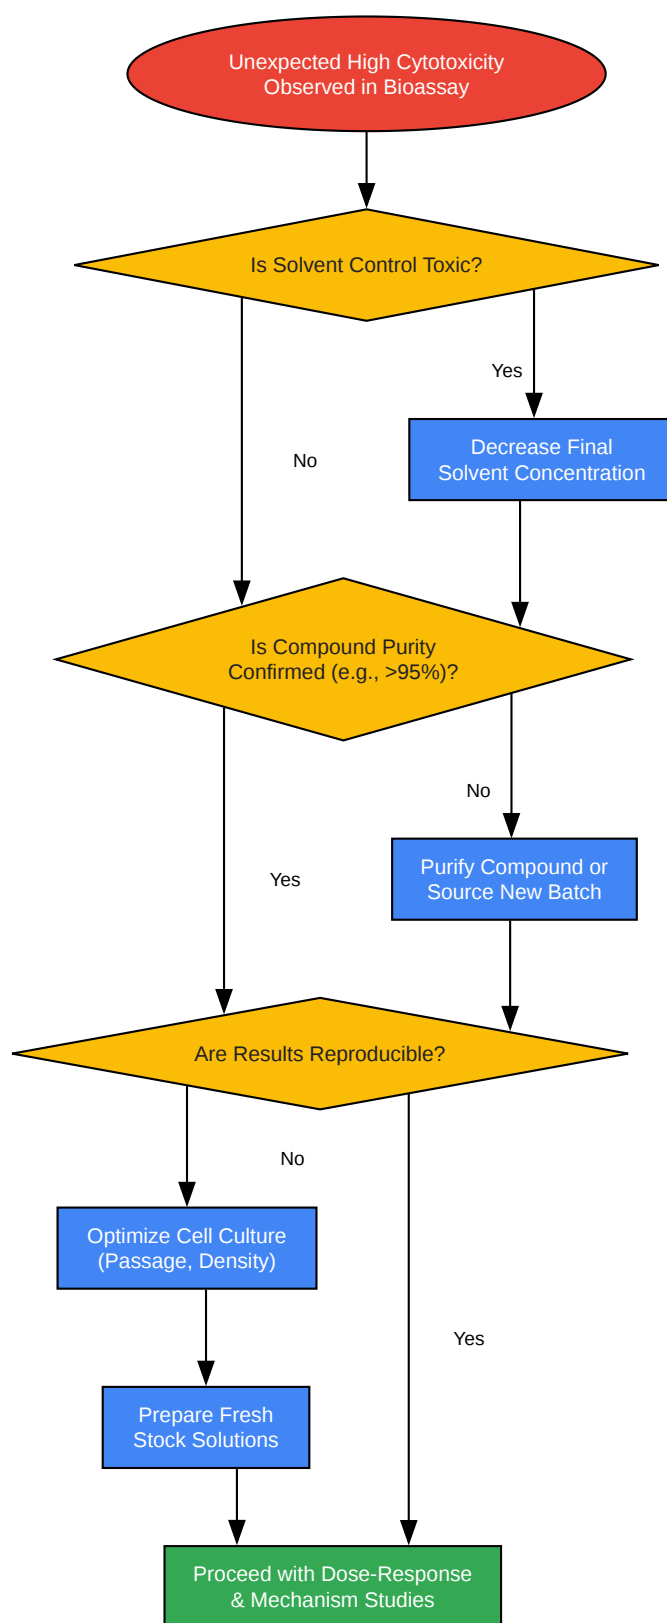 Unexpected High Cytotoxicity
Observed in Bioassay
Is Solvent Control Toxic?
Yes
Decrease Final
Solvent Concentration
No
Is Compound Purity
Confirmed (e.g., >95%)?
No
Purify Compound or
Source New Batch
Yes
Are Results Reproducible?
No
Optimize Cell Culture
(Passage, Density)
Yes
Prepare Fresh
Stock Solutions
Proceed with Dose-Response
& Mechanism Studies